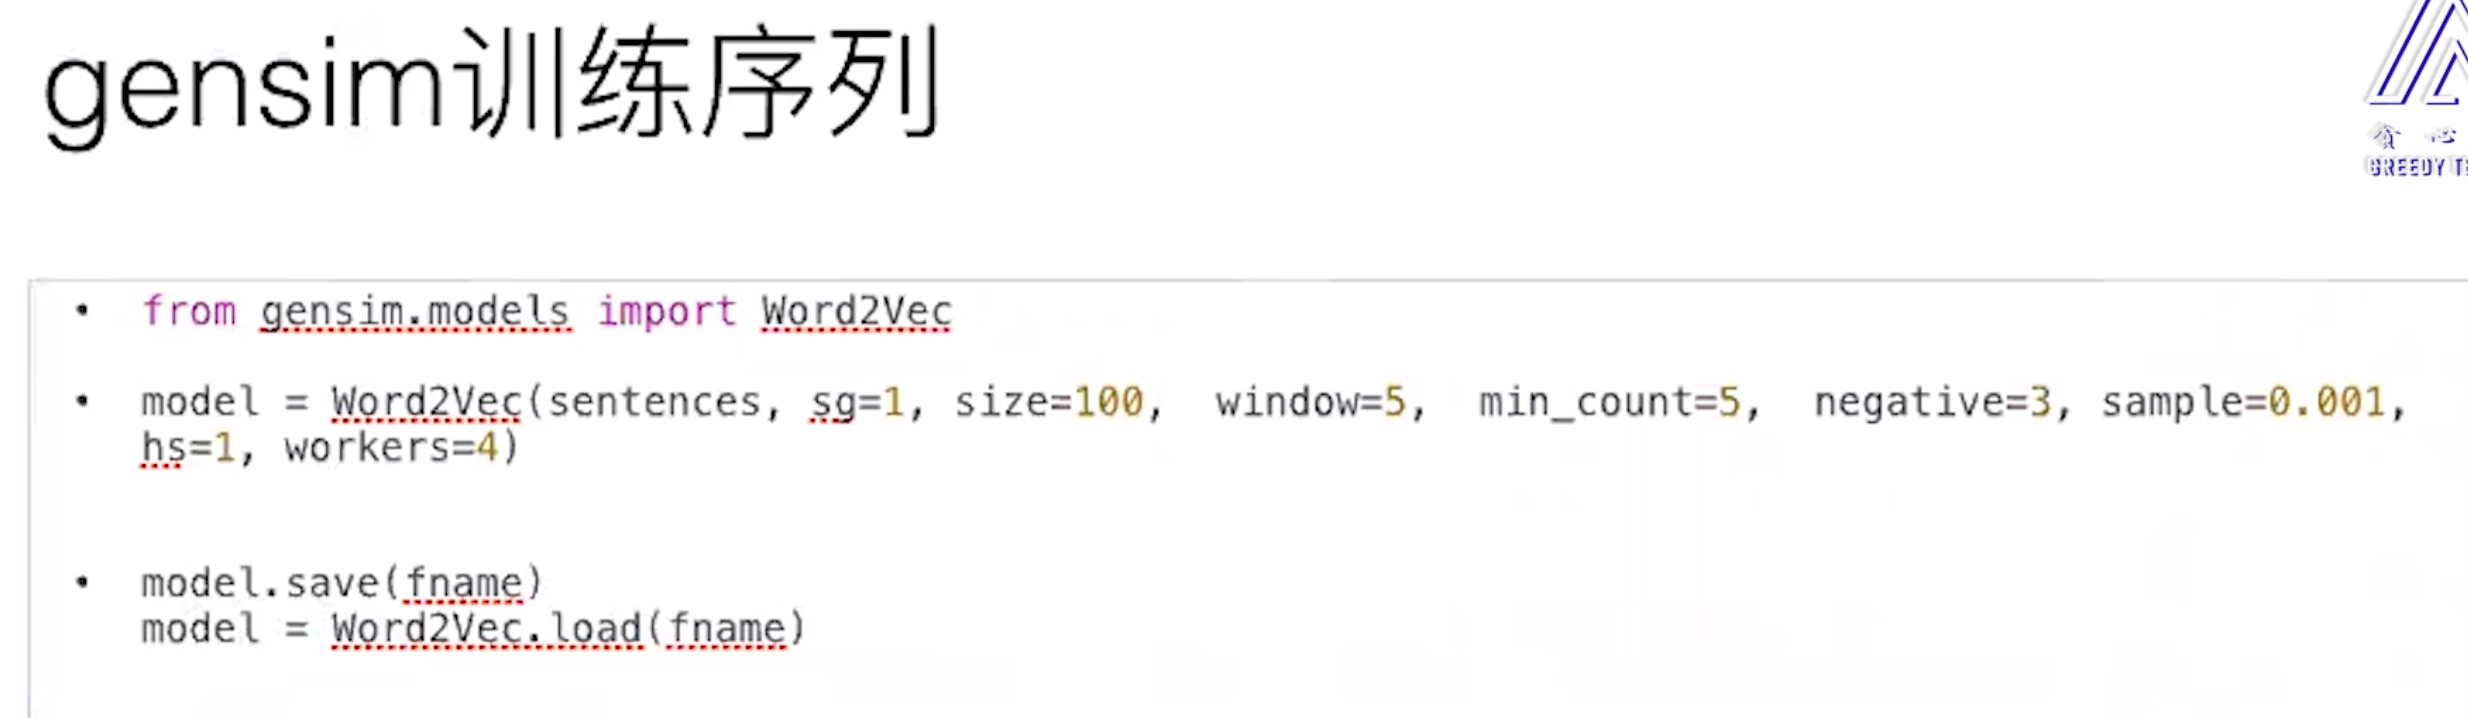 gensim训练序列
贪心
GREEDY
• from gensim.models import Word2Vec
• model = Word2Vec(sentences, sg=1, size=100, window=5, min_count=5, negative=3, sample=0.001,
hs=1, workers=4)
• model.save(fname)
model = Word2Vec.load(fname)